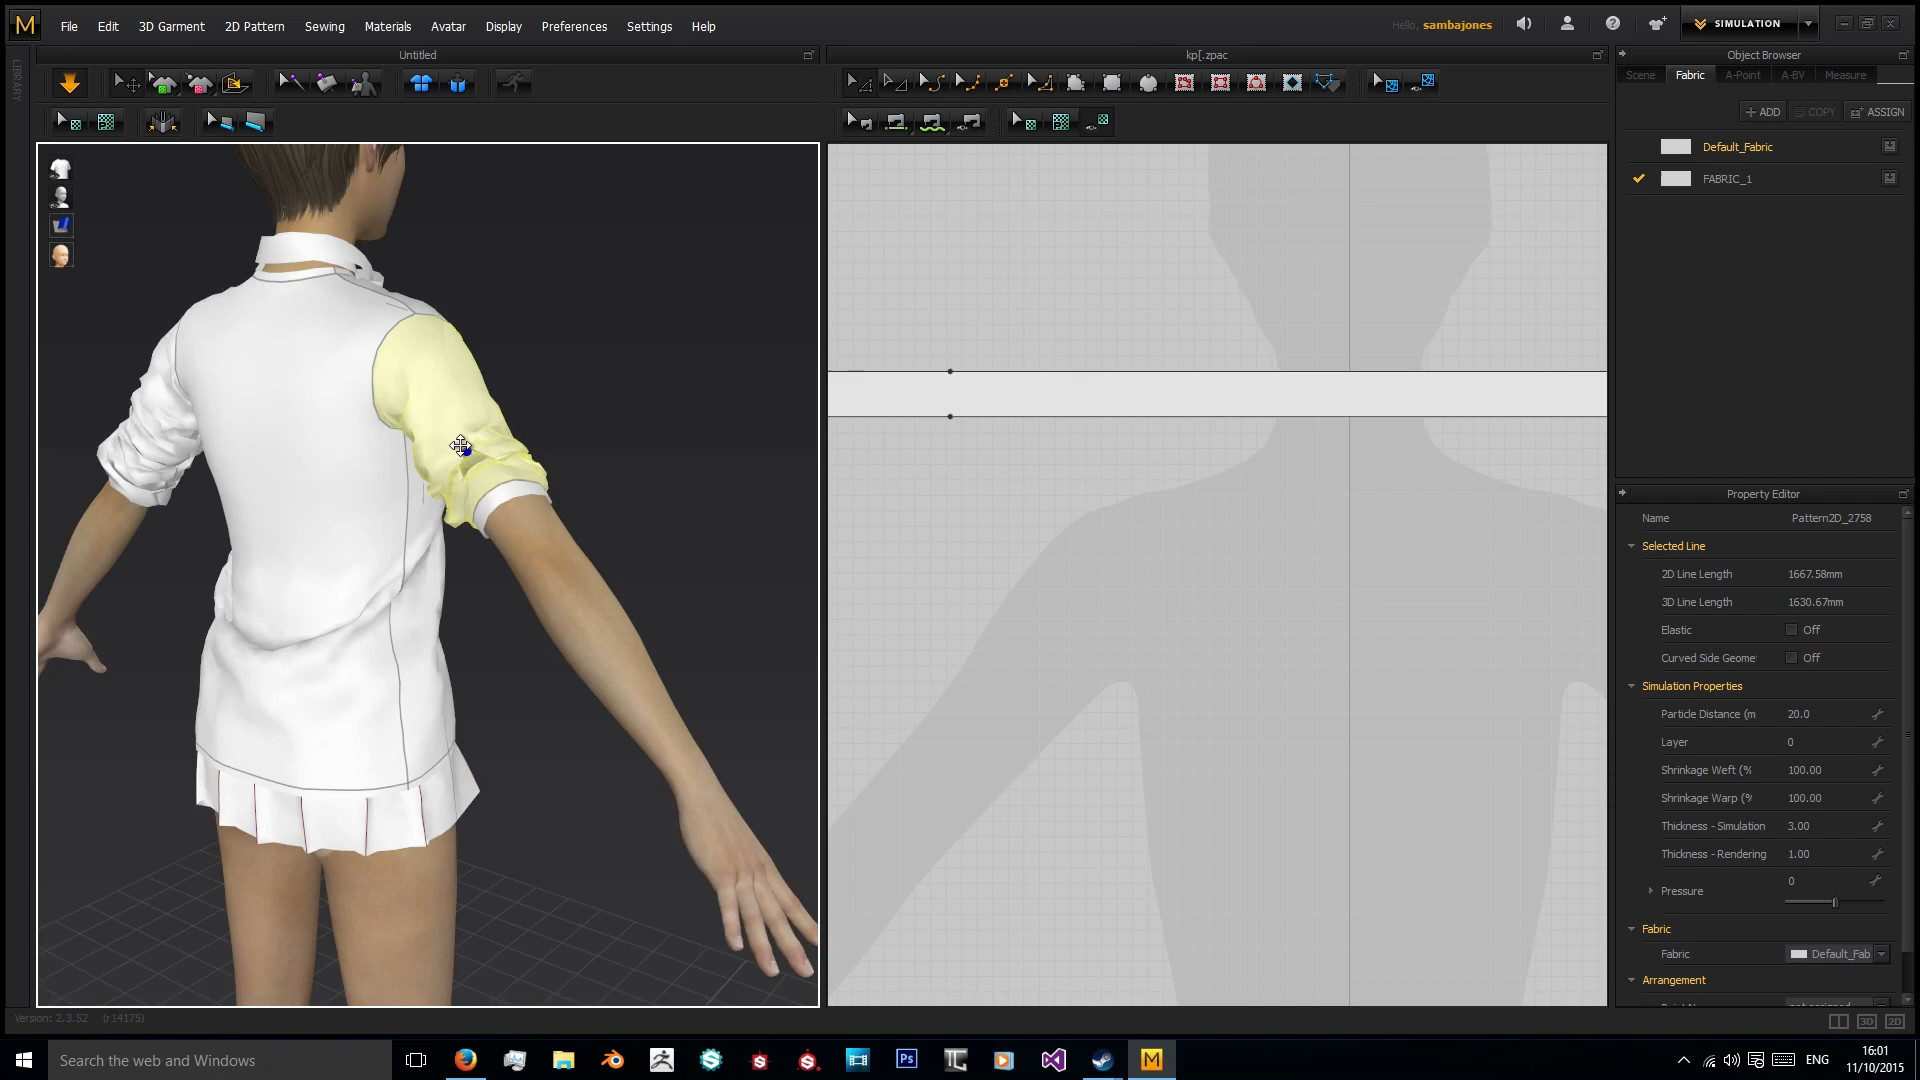 M File Edit 3D Garment 2D Pattern Sewing Materials Avatar Display Preferences Settings Help Hello, sambajones SIMULATION
Untitled kp[.zpac Object Browser
LIBRARY
Scene Fabric A-Point A-BV Measure
+ ADD COPY ASSIGN
Default_Fabric
FABRIC_1
Property Editor
Name Pattern2D_2758
Selected Line
2D Line Length 1667.58mm
3D Line Length 1630.67mm
Elastic Off
Curved Side Geome Off
Simulation Properties
Particle Distance (m 20.0
Layer 0
Shrinkage Weft (% 100.00
Shrinkage Warp (% 100.00
Thickness - Simulation 3.00
Thickness - Rendering 1.00
Pressure 0
Fabric
Fabric Default_Fab
Arrangement
Version: 2.3.52 (r14175)
3D 2D
Search the web and Windows
Ps
M
ENG
16:01
11/10/2015